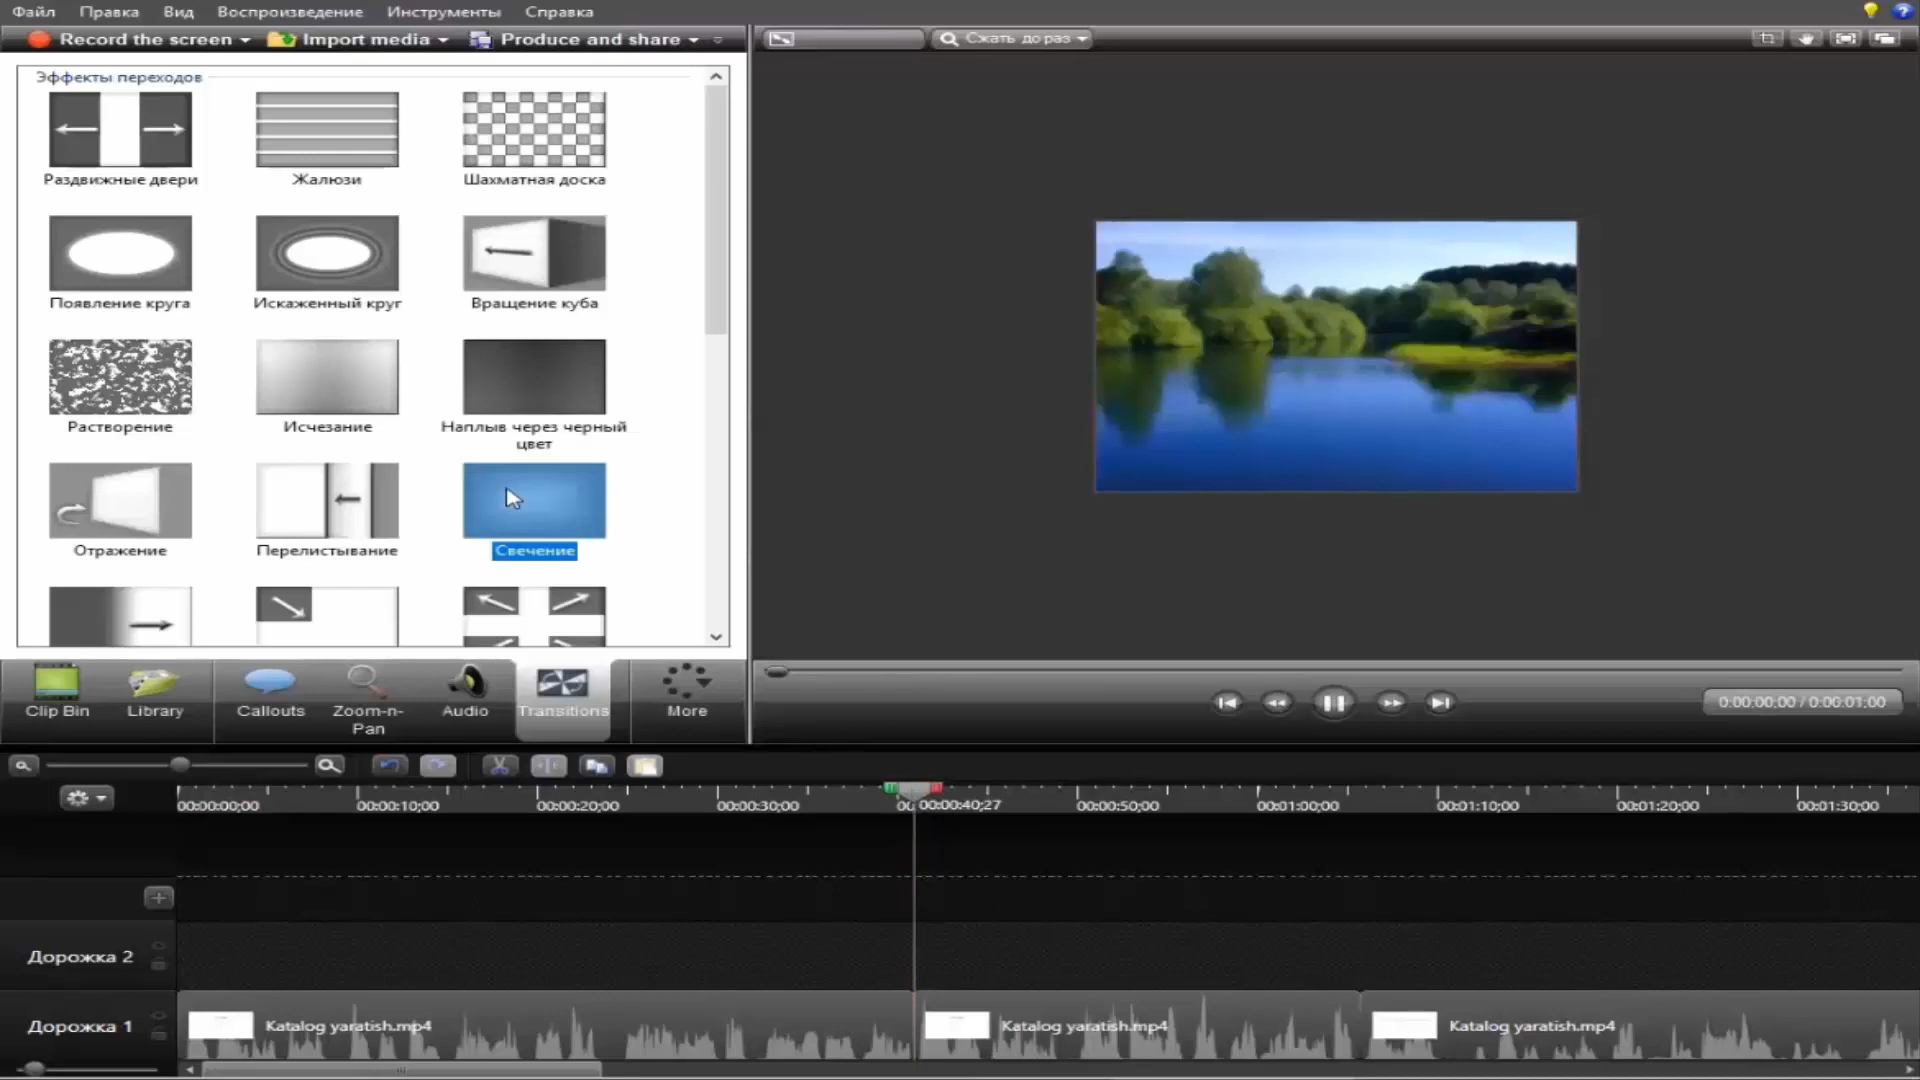 Файл Правка Вид Воспроизведение Инструменты Справка
Record the screen Import media Produce and share
Сжать до раз
Эффекты переходов
Раздвижные двери Жалюзи Шахматная доска
Появление круга Искаженный круг Вращение куба
Растворение Исчезание Наплыв через черный
цвет
Отражение Перелистывание Свечение
Clip Bin Library Callouts Zoom-n- Audio Transitions More
Pan
0:00:00;00 / 0:00:01;00
00:00:00;00 00:00:10;00 00:00:20;00 00:00:30;00 00:00:40;27 00:00:50;00 00:01:00;00 00:01:10;00 00:01:20;00 00:01:30;00
Дорожка 2
Дорожка 1 Katalog yaratish.mp4 Katalog yaratish.mp4 Katalog yaratish.mp4